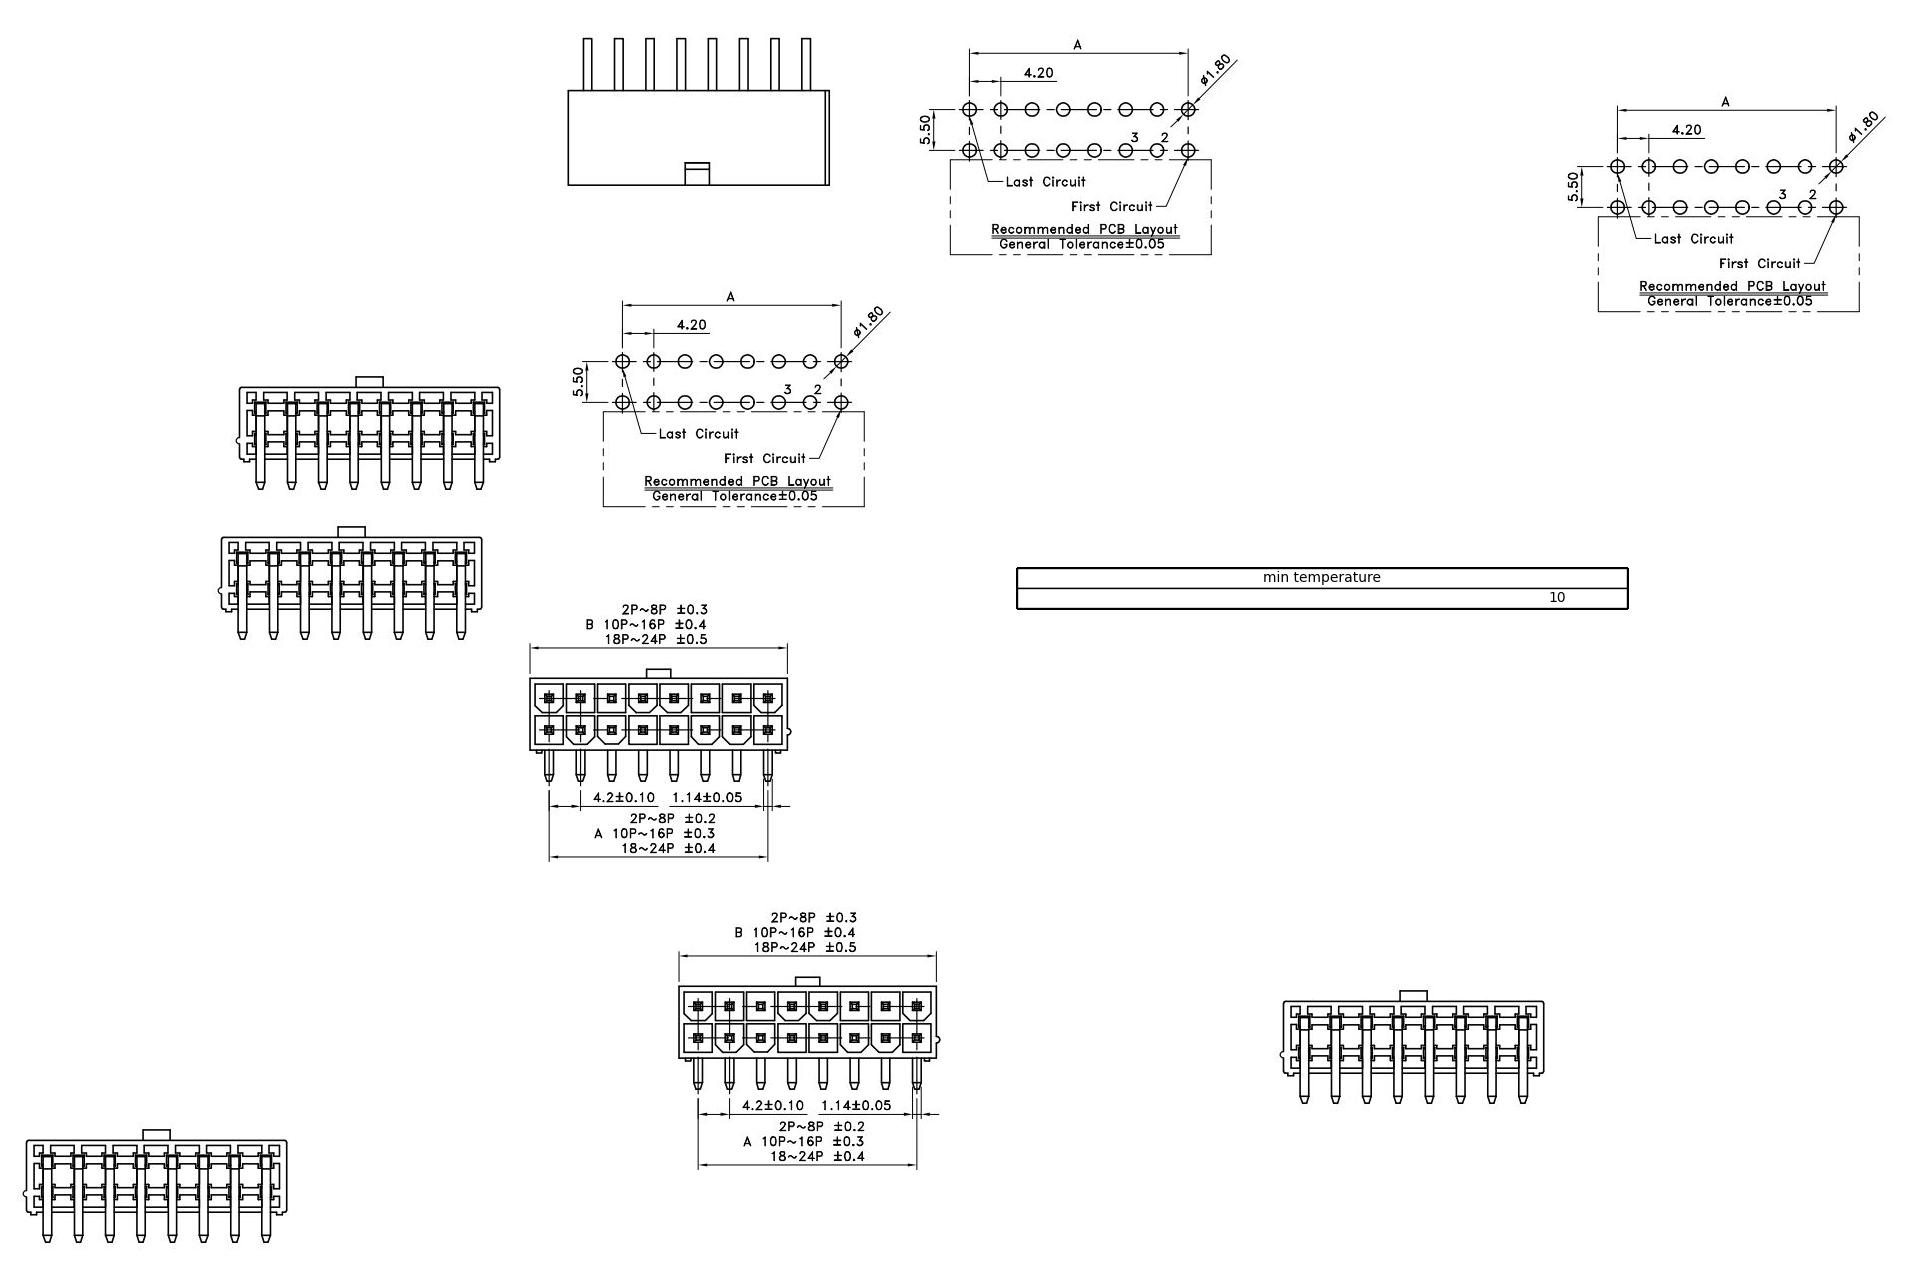 A
4.20
ø1.80
5.50
3 2
Last Circuit
First Circuit
Recommended PCB Layout
General Tolerance±0.05
A
4.20
ø1.80
5.50
3 2
Last Circuit
First Circuit
Recommended PCB Layout
General Tolerance±0.05
A
4.20
ø1.80
5.50
3 2
Last Circuit
First Circuit
Recommended PCB Layout
General Tolerance±0.05
min temperature
10
2P~8P ±0.3
B 10P~16P ±0.4
18P~24P ±0.5
4.2±0.10 1.14±0.05
2P~8P ±0.2
A 10P~16P ±0.3
18~24P ±0.4
2P~8P ±0.3
B 10P~16P ±0.4
18P~24P ±0.5
4.2±0.10 1.14±0.05
2P~8P ±0.2
A 10P~16P ±0.3
18~24P ±0.4